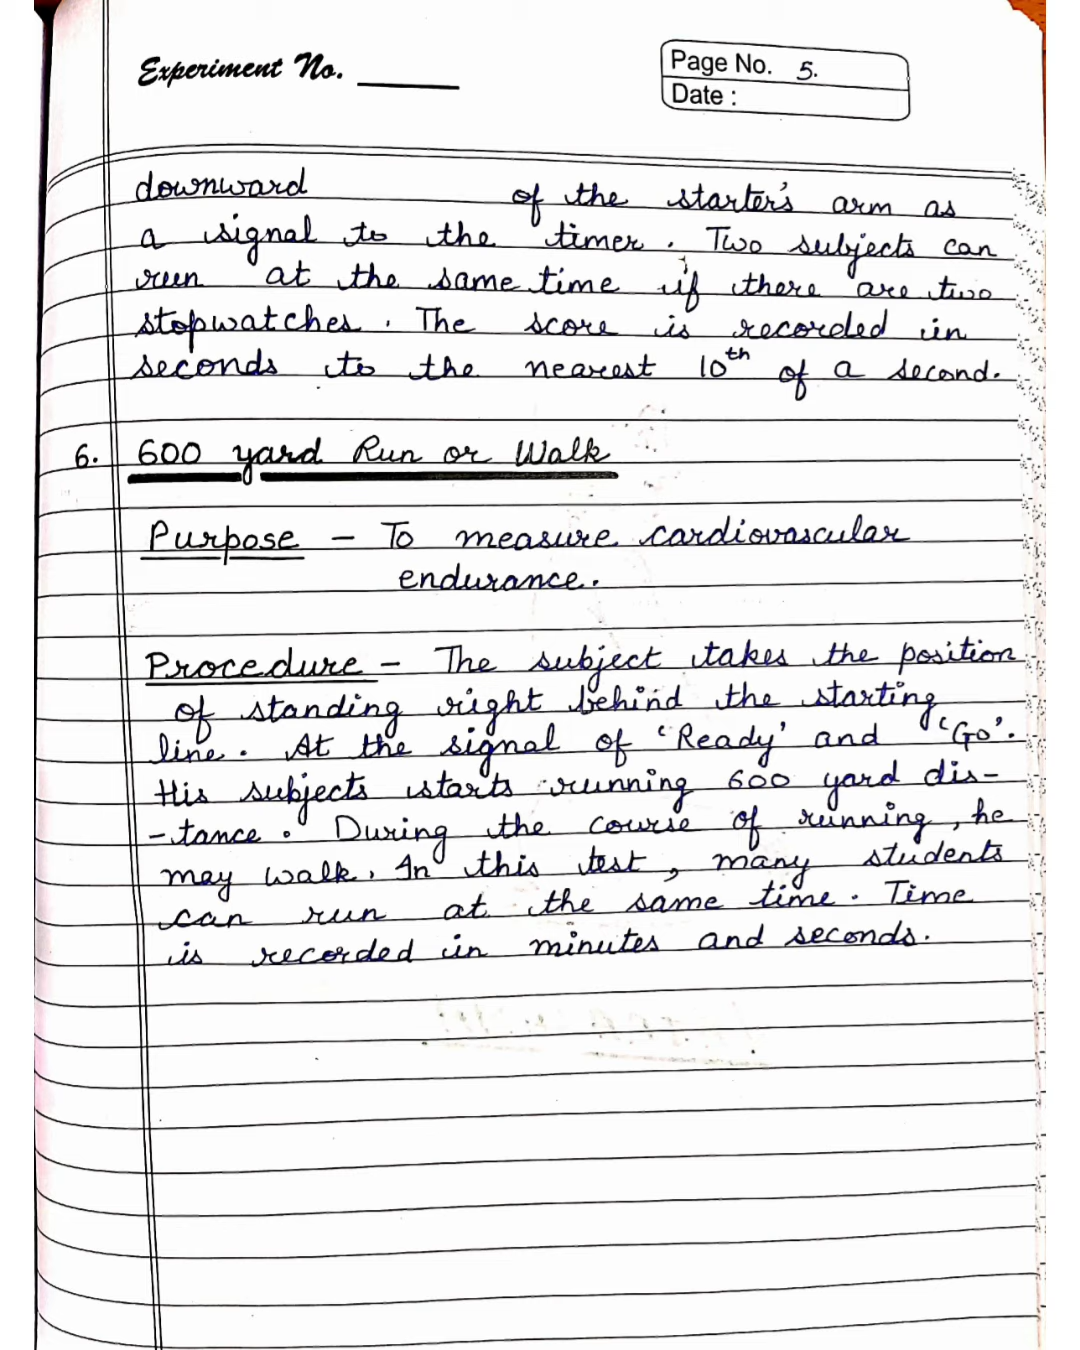 Experiment No.
Page No. 5.
Date :
downward of the starter's arm as
a signal to the timer. Two subjects can
run at the same time if there are two
stopwatches. The score is recorded in
seconds to the nearest 10th of a second.
6. 600 yard Run or Walk
Purpose - To measure cardiovascular
endurance.
Procedure - The subject takes the position
of standing right behind the starting
line. At the signal of 'Ready' and 'Go'.
His subjects starts running 600 yard dis-
-tance. During the course of running, he
may walk. In this test, many students
can run at the same time. Time
is recorded in minutes and seconds.